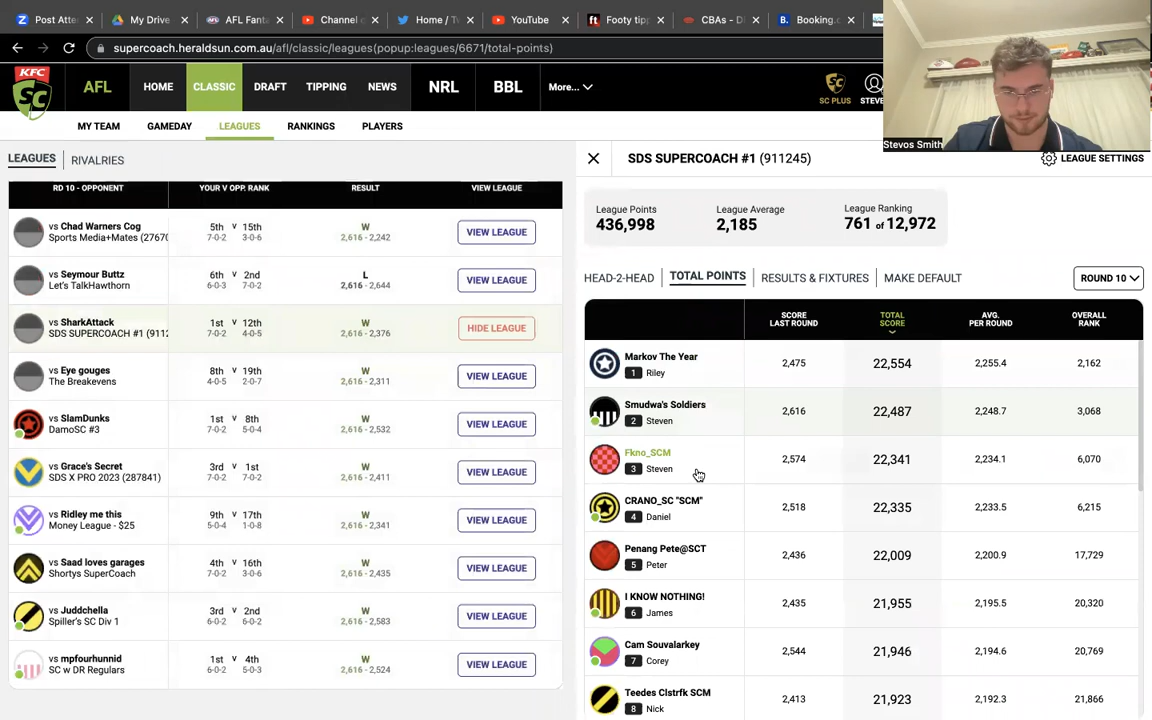 Post Atte
My Drive
AFL Fanta
Channel c
Home / Tw
YouTube
Footy tipp
CBAs - Di
Booking.c
supercoach.heraldsun.com.au/afl/classic/leagues(popup:leagues/6671/total-points)
KFC
SC
AFL
HOME
CLASSIC
DRAFT
TIPPING
NEWS
NRL
BBL
More...
SC PLUS
STEVE
Stevos Smith
MY TEAM
GAMEDAY
LEAGUES
RANKINGS
PLAYERS
LEAGUES
RIVALRIES
RD 10 - OPPONENT
YOUR V OPP. RANK
RESULT
VIEW LEAGUE
vs Chad Warners Cog
Sports Media+Mates (27670
5th v 15th
7-0-2 3-0-6
W
2,616 - 2,242
VIEW LEAGUE
vs Seymour Buttz
Let's TalkHawthorn
6th v 2nd
6-0-3 7-0-2
L
2,616 - 2,644
VIEW LEAGUE
vs SharkAttack
SDS SUPERCOACH #1 (9112
1st v 12th
7-0-2 4-0-5
W
2,616 - 2,376
HIDE LEAGUE
vs Eye gouges
The Breakevens
8th v 19th
4-0-5 2-0-7
W
2,616 - 2,311
VIEW LEAGUE
vs SlamDunks
DamoSC #3
1st v 8th
7-0-2 5-0-4
W
2,616 - 2,532
VIEW LEAGUE
vs Grace's Secret
SDS X PRO 2023 (287841)
3rd v 1st
7-0-2 7-0-2
W
2,616 - 2,411
VIEW LEAGUE
vs Ridley me this
Money League - $25
9th v 17th
5-0-4 1-0-8
W
2,616 - 2,341
VIEW LEAGUE
vs Saad loves garages
Shortys SuperCoach
4th v 16th
7-0-2 3-0-6
W
2,616 - 2,435
VIEW LEAGUE
vs Juddchella
Spiller's SC Div 1
3rd v 2nd
6-0-2 6-0-2
W
2,616 - 2,583
VIEW LEAGUE
vs mpfourhunnid
SC w DR Regulars
1st v 4th
6-0-2 5-0-3
W
2,616 - 2,524
VIEW LEAGUE
SDS SUPERCOACH #1 (911245)
LEAGUE SETTINGS
League Points
436,998
League Average
2,185
League Ranking
761 of 12,972
HEAD-2-HEAD
TOTAL POINTS
RESULTS & FIXTURES
MAKE DEFAULT
ROUND 10
SCORE LAST ROUND
TOTAL SCORE
AVG. PER ROUND
OVERALL RANK
Markov The Year
1 Riley
2,475
22,554
2,255.4
2,162
Smudwa's Soldiers
2 Steven
2,616
22,487
2,248.7
3,068
Fkno_SCM
3 Steven
2,574
22,341
2,234.1
6,070
CRANO_SC "SCM"
4 Daniel
2,518
22,335
2,233.5
6,215
Penang Pete@SCT
5 Peter
2,436
22,009
2,200.9
17,729
I KNOW NOTHING!
6 James
2,435
21,955
2,195.5
20,320
Cam Souvalarkey
7 Corey
2,544
21,946
2,194.6
20,769
Teedes Clstrfk SCM
8 Nick
2,413
21,923
2,192.3
21,866